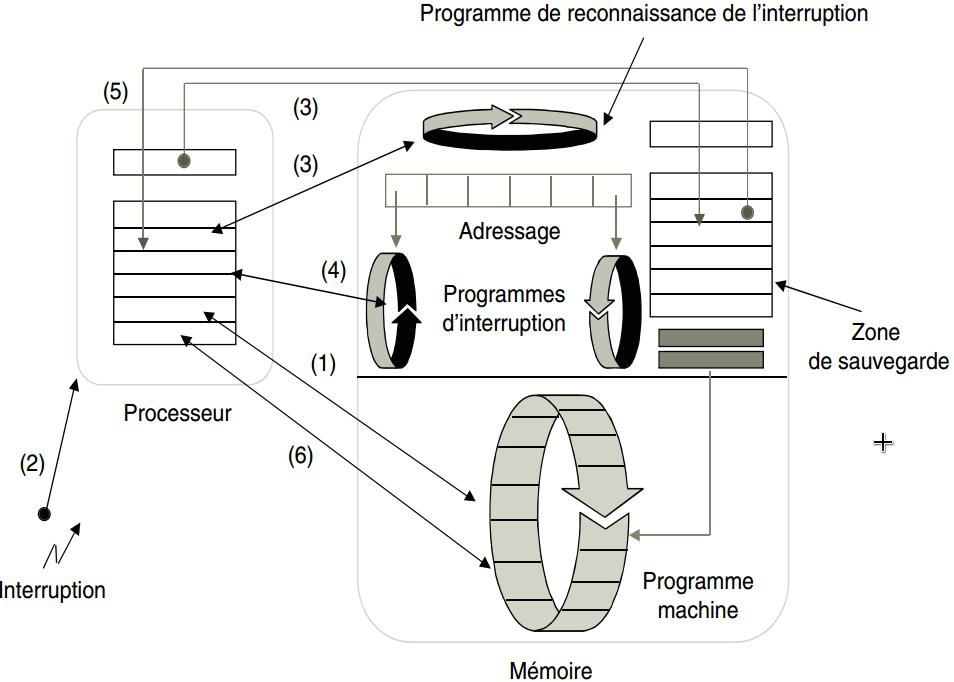 Programme de reconnaissance de l’interruption
(5)
(3)
(3)
Adressage
(4)
Programmes
d’interruption
Zone
de sauvegarde
(1)
Processeur
(6)
(2)
Interruption
Programme
machine
Mémoire